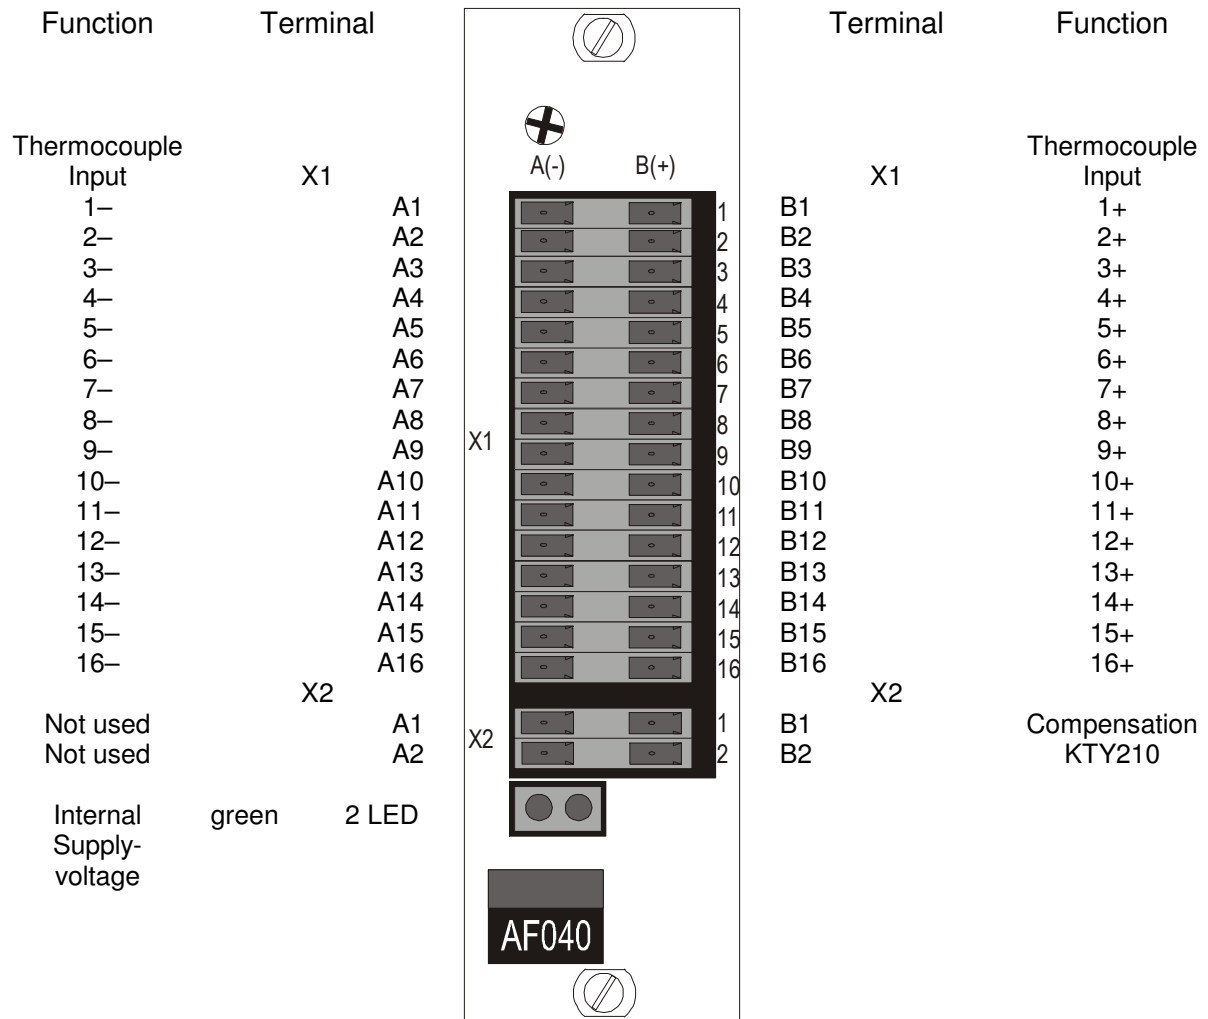 Function Terminal Terminal Function
Thermocouple Thermocouple
A(-) B(+)
Input X1 X1 Input
1– A1 1 B1 1+
2– A2 2 B2 2+
3– A3 3 B3 3+
4– A4 4 B4 4+
5– A5 5 B5 5+
6– A6 6 B6 6+
7– A7 7 B7 7+
8– A8 8 B8 8+
X1
9– A9 9 B9 9+
10– A10 10 B10 10+
11– A11 11 B11 11+
12– A12 12 B12 12+
13– A13 13 B13 13+
14– A14 14 B14 14+
15– A15 15 B15 15+
16– A16 16 B16 16+
X2 X2
Not used A1 1 B1 Compensation
X2
Not used A2 2 B2 KTY210
Internal green 2 LED
Supply-
voltage
AF040